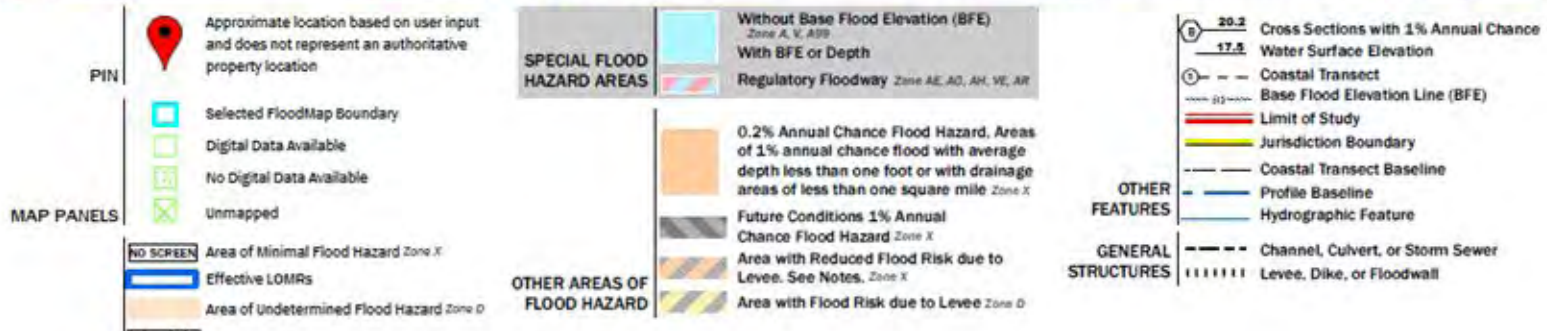 PIN
Approximate location based on user input
and does not represent an authoritative
property location
MAP PANELS
Selected FloodMap Boundary
Digital Data Available
No Digital Data Available
Unmapped
NO SCREEN Area of Minimal Flood Hazard Zone X
Effective LOMRs
Area of Undetermined Flood Hazard Zone D
SPECIAL FLOOD
HAZARD AREAS
Without Base Flood Elevation (BFE)
Zone A, V, A99
With BFE or Depth
Regulatory Floodway Zone AE, AO, AH, VE, AR
OTHER AREAS OF
FLOOD HAZARD
0.2% Annual Chance Flood Hazard, Areas
of 1% annual chance flood with average
depth less than one foot or with drainage
areas of less than one square mile Zone X
Future Conditions 1% Annual
Chance Flood Hazard Zone X
Area with Reduced Flood Risk due to
Levee. See Notes. Zone X
Area with Flood Risk due to Levee Zone D
OTHER
FEATURES
20.2 Cross Sections with 1% Annual Chance
17.5 Water Surface Elevation
Coastal Transect
Base Flood Elevation Line (BFE)
Limit of Study
Jurisdiction Boundary
Coastal Transect Baseline
Profile Baseline
Hydrographic Feature
GENERAL
STRUCTURES
Channel, Culvert, or Storm Sewer
Levee, Dike, or Floodwall